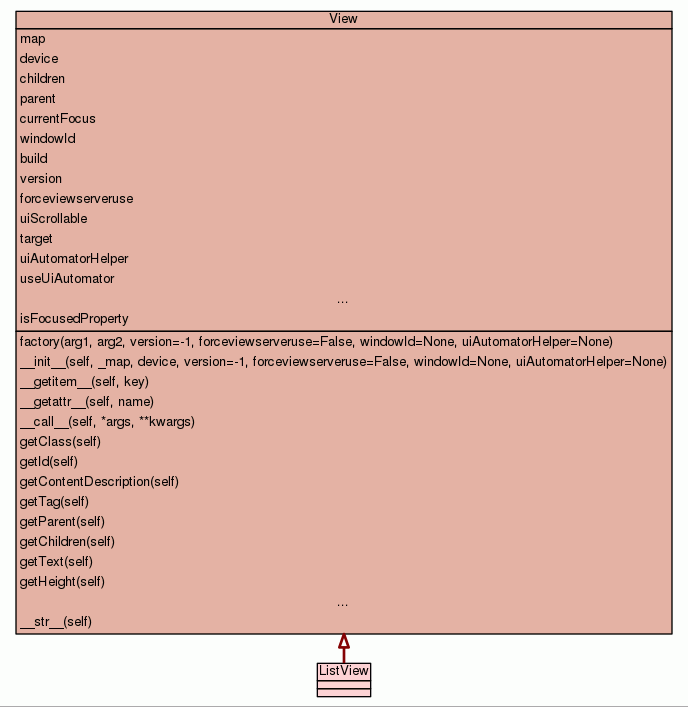 View
map
device
children
parent
currentFocus
windowId
build
version
forceviewserveruse
uiScrollable
target
uiAutomatorHelper
useUiAutomator
...
isFocusedProperty
factory(arg1, arg2, version=-1, forceviewserveruse=False, windowId=None, uiAutomatorHelper=None)
__init__(self, _map, device, version=-1, forceviewserveruse=False, windowId=None, uiAutomatorHelper=None)
__getitem__(self, key)
__getattr__(self, name)
__call__(self, *args, **kwargs)
getClass(self)
getId(self)
getContentDescription(self)
getTag(self)
getParent(self)
getChildren(self)
getText(self)
getHeight(self)
...
__str__(self)
ListView